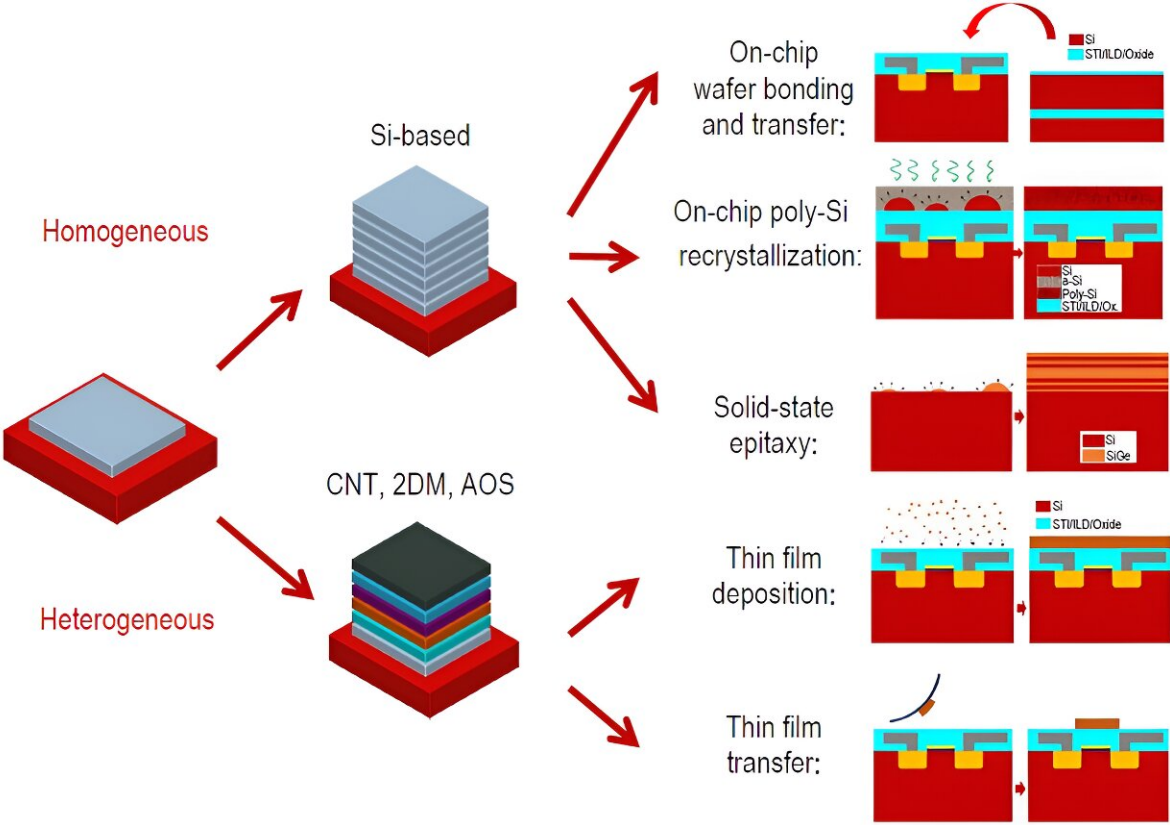 On-chip
wafer bonding
and transfer:
Si
STI/ILD/Oxide
Si-based
Homogeneous
On-chip poly-Si
recrystallization:
Si
a-Si
Poly-Si
STI/ILD/Ox.
Solid-state
epitaxy:
Si
SiGe
CNT, 2DM, AOS
Heterogeneous
Thin film
deposition:
Si
STI/ILD/Oxide
Thin film
transfer: